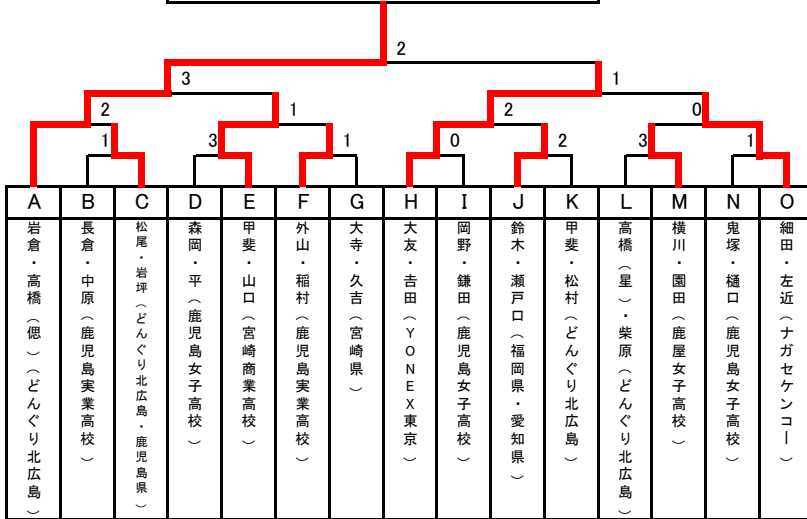 2
3
1
2
1
2
0
1
3
1
0
2
3
1
A
B
C
D
E
F
G
H
I
J
K
L
M
N
O
岩倉・高橋(偲)(どんぐり北広島)
長倉・中原(鹿児島実業高校)
松尾・岩坪(どんぐり北広島・鹿児島県)
森岡・平(鹿児島女子高校)
甲斐・山口(宮崎商業高校)
外山・稲村(鹿児島実業高校)
大寺・久吉(宮崎県)
大友・吉田(YONEX東京)
岡野・鎌田(鹿児島女子高校)
鈴木・瀬戸口(福岡県・愛知県)
甲斐・松村(どんぐり北広島)
高橋(星)・柴原(どんぐり北広島)
横川・園田(鹿屋女子高校)
鬼塚・樋口(鹿児島女子高校)
細田・左近(ナガセケンコー)